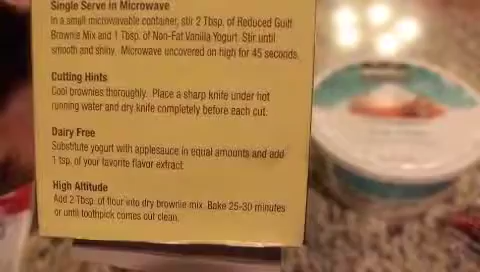 Single Serve in Microwave
In a small microwavable container, stir 2 Tbsp. of Reduced Guilt
Brownie Mix and 1 Tbsp. of Non-Fat Vanilla Yogurt. Stir until
smooth and shiny. Microwave uncovered on high for 45 seconds.
Cutting Hints
Cool brownies thoroughly. Place a sharp knife under hot
running water and dry knife completely before each cut.
Dairy Free
Substitute yogurt with applesauce in equal amounts and add
1 tsp. of your favorite flavor extract.
High Altitude
Add 2 Tbsp. of flour into dry brownie mix. Bake 25-30 minutes
or until toothpick comes out clean.